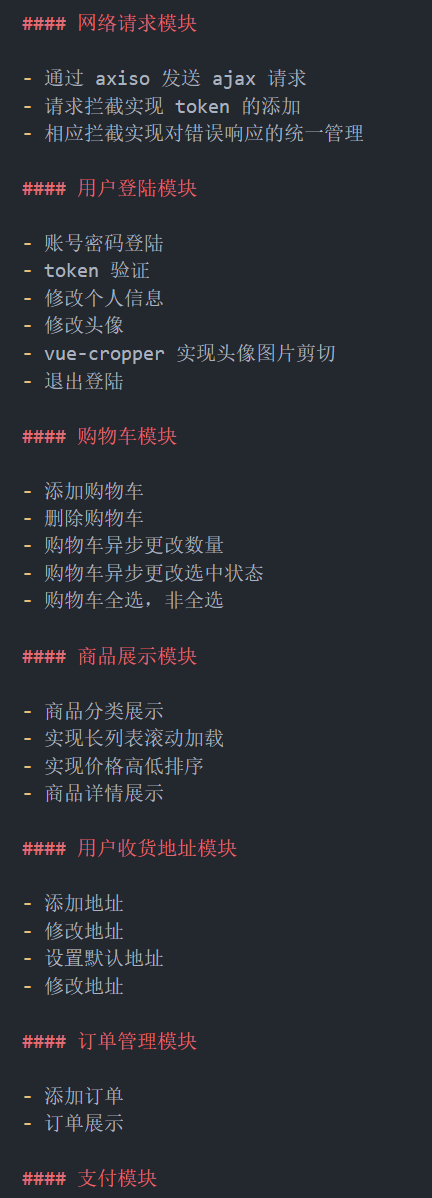 #### 网络请求模块
- 通过 axiso 发送 ajax 请求
- 请求拦截实现 token 的添加
- 相应拦截实现对错误响应的统一管理
#### 用户登陆模块
- 账号密码登陆
- token 验证
- 修改个人信息
- 修改头像
- vue-cropper 实现头像图片剪切
- 退出登陆
#### 购物车模块
- 添加购物车
- 删除购物车
- 购物车异步更改数量
- 购物车异步更改选中状态
- 购物车全选，非全选
#### 商品展示模块
- 商品分类展示
- 实现长列表滚动加载
- 实现价格高低排序
- 商品详情展示
#### 用户收货地址模块
- 添加地址
- 修改地址
- 设置默认地址
- 修改地址
#### 订单管理模块
- 添加订单
- 订单展示
#### 支付模块